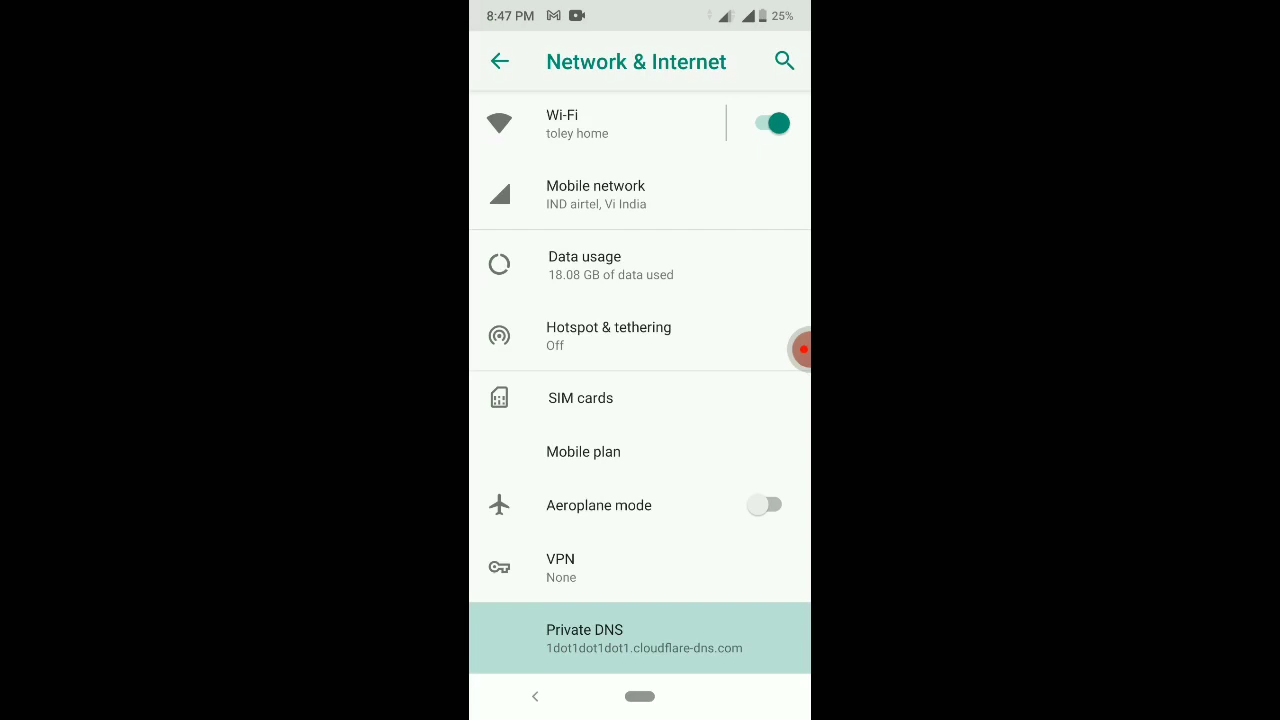 8:47 PM 25%
Network & Internet
Wi-Fi
toley home
Mobile network
IND airtel, Vi India
Data usage
18.08 GB of data used
Hotspot & tethering
Off
SIM cards
Mobile plan
Aeroplane mode
VPN
None
Private DNS
1dot1dot1dot1.cloudflare-dns.com